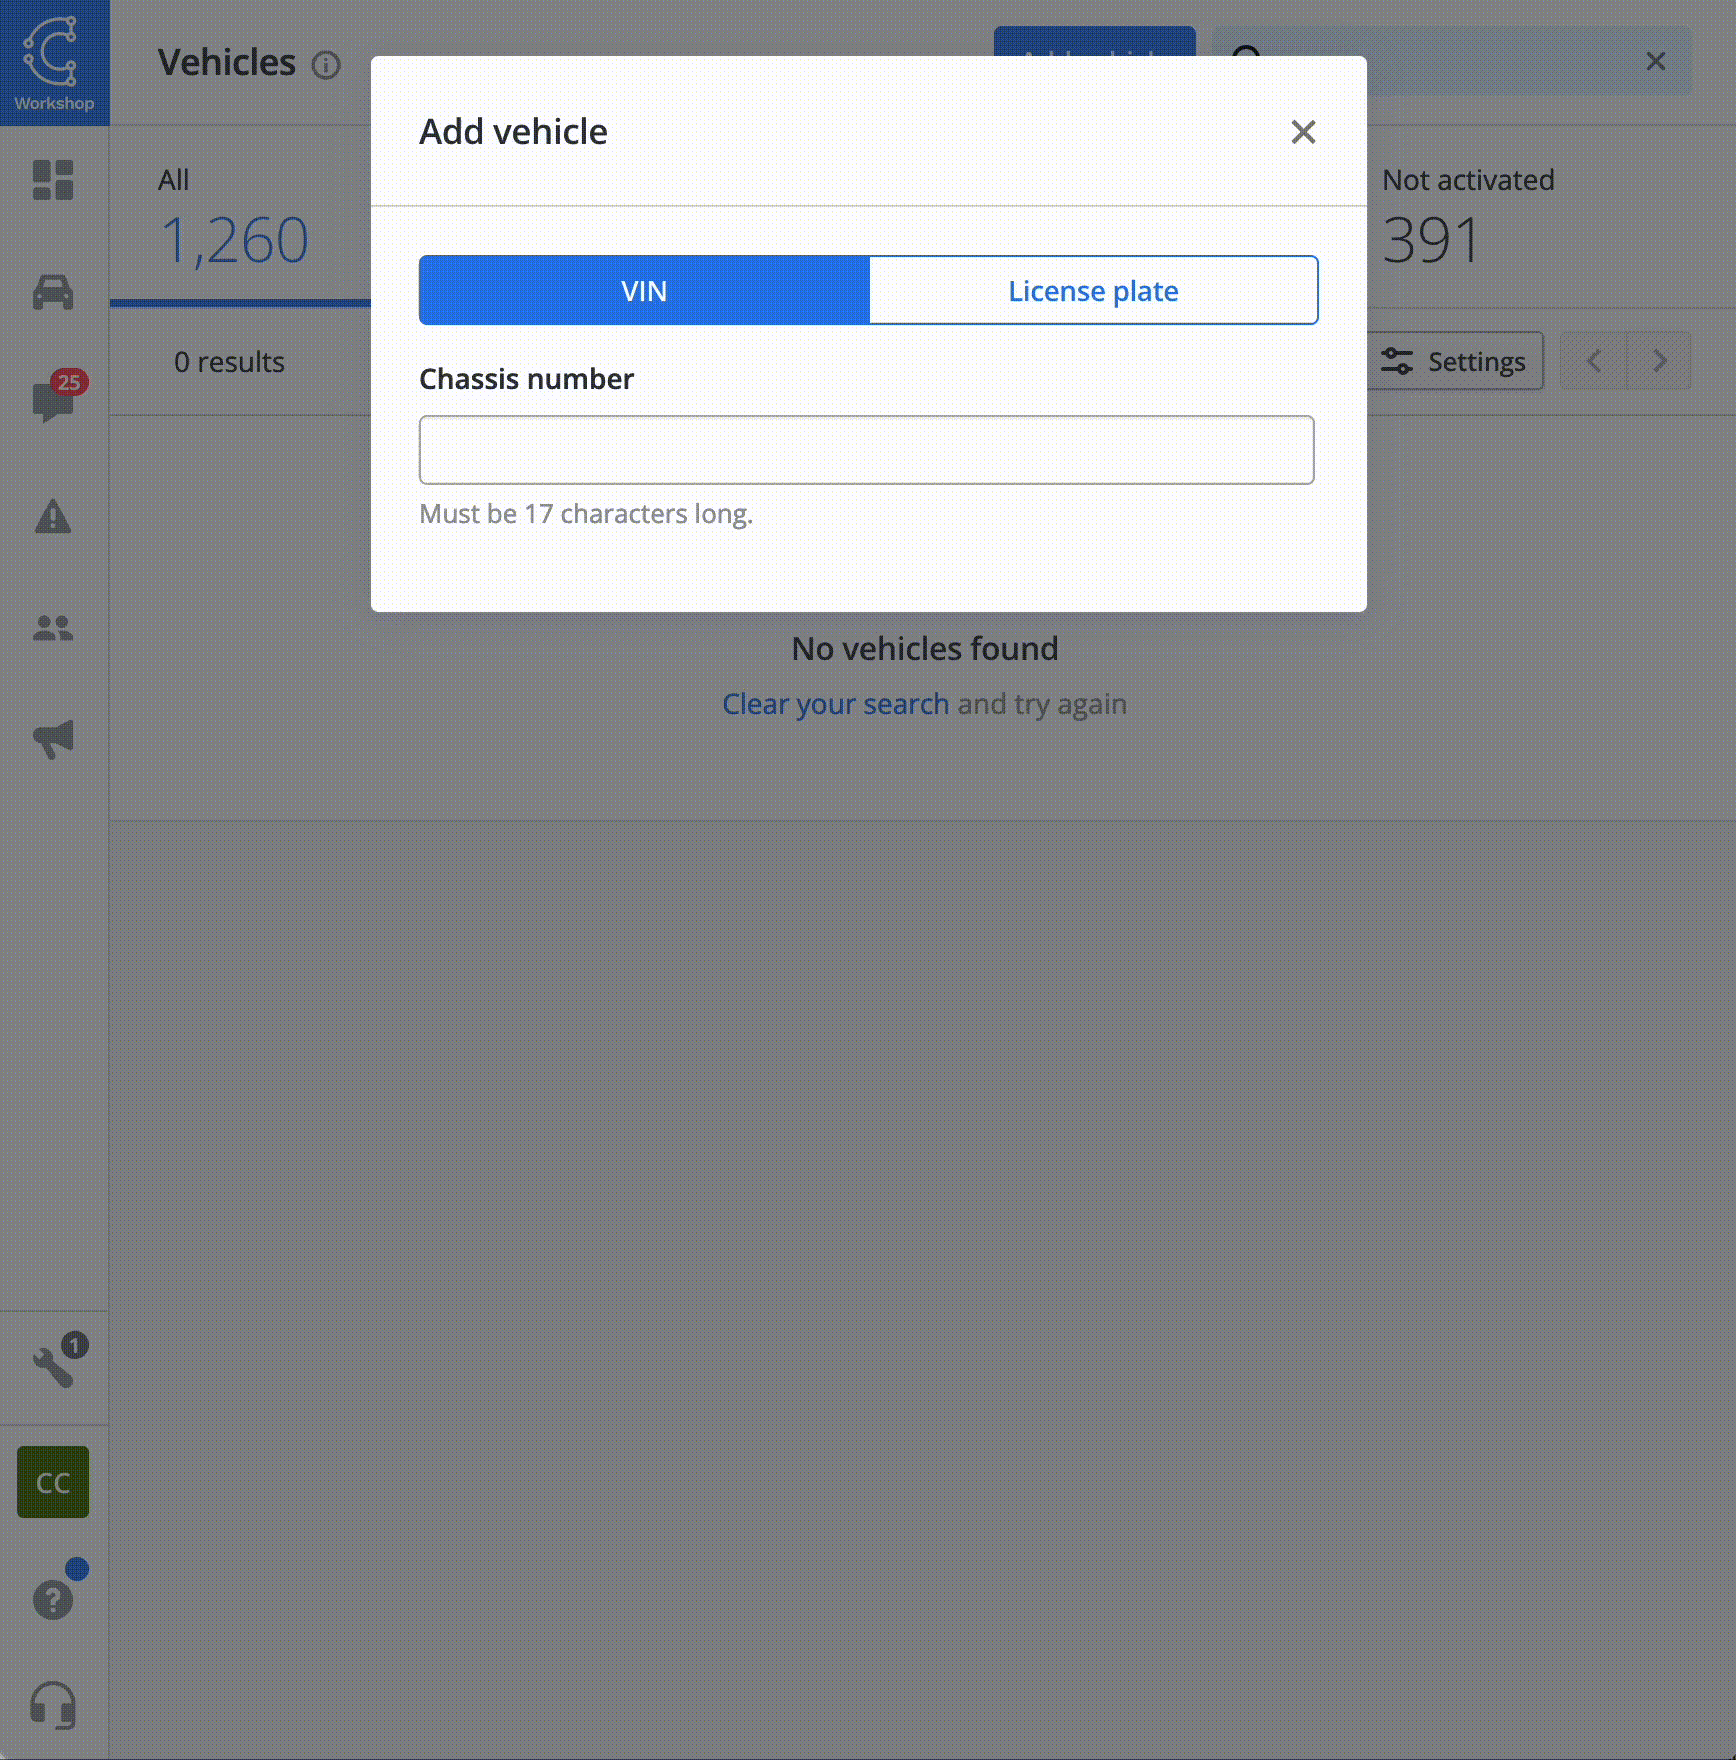 Workshop
Vehicles
Add vehicle
All
1,260
Not activated
391
VIN
License plate
0 results
Settings
Chassis number
25
Must be 17 characters long.
No vehicles found
Clear your search and try again
1
CC